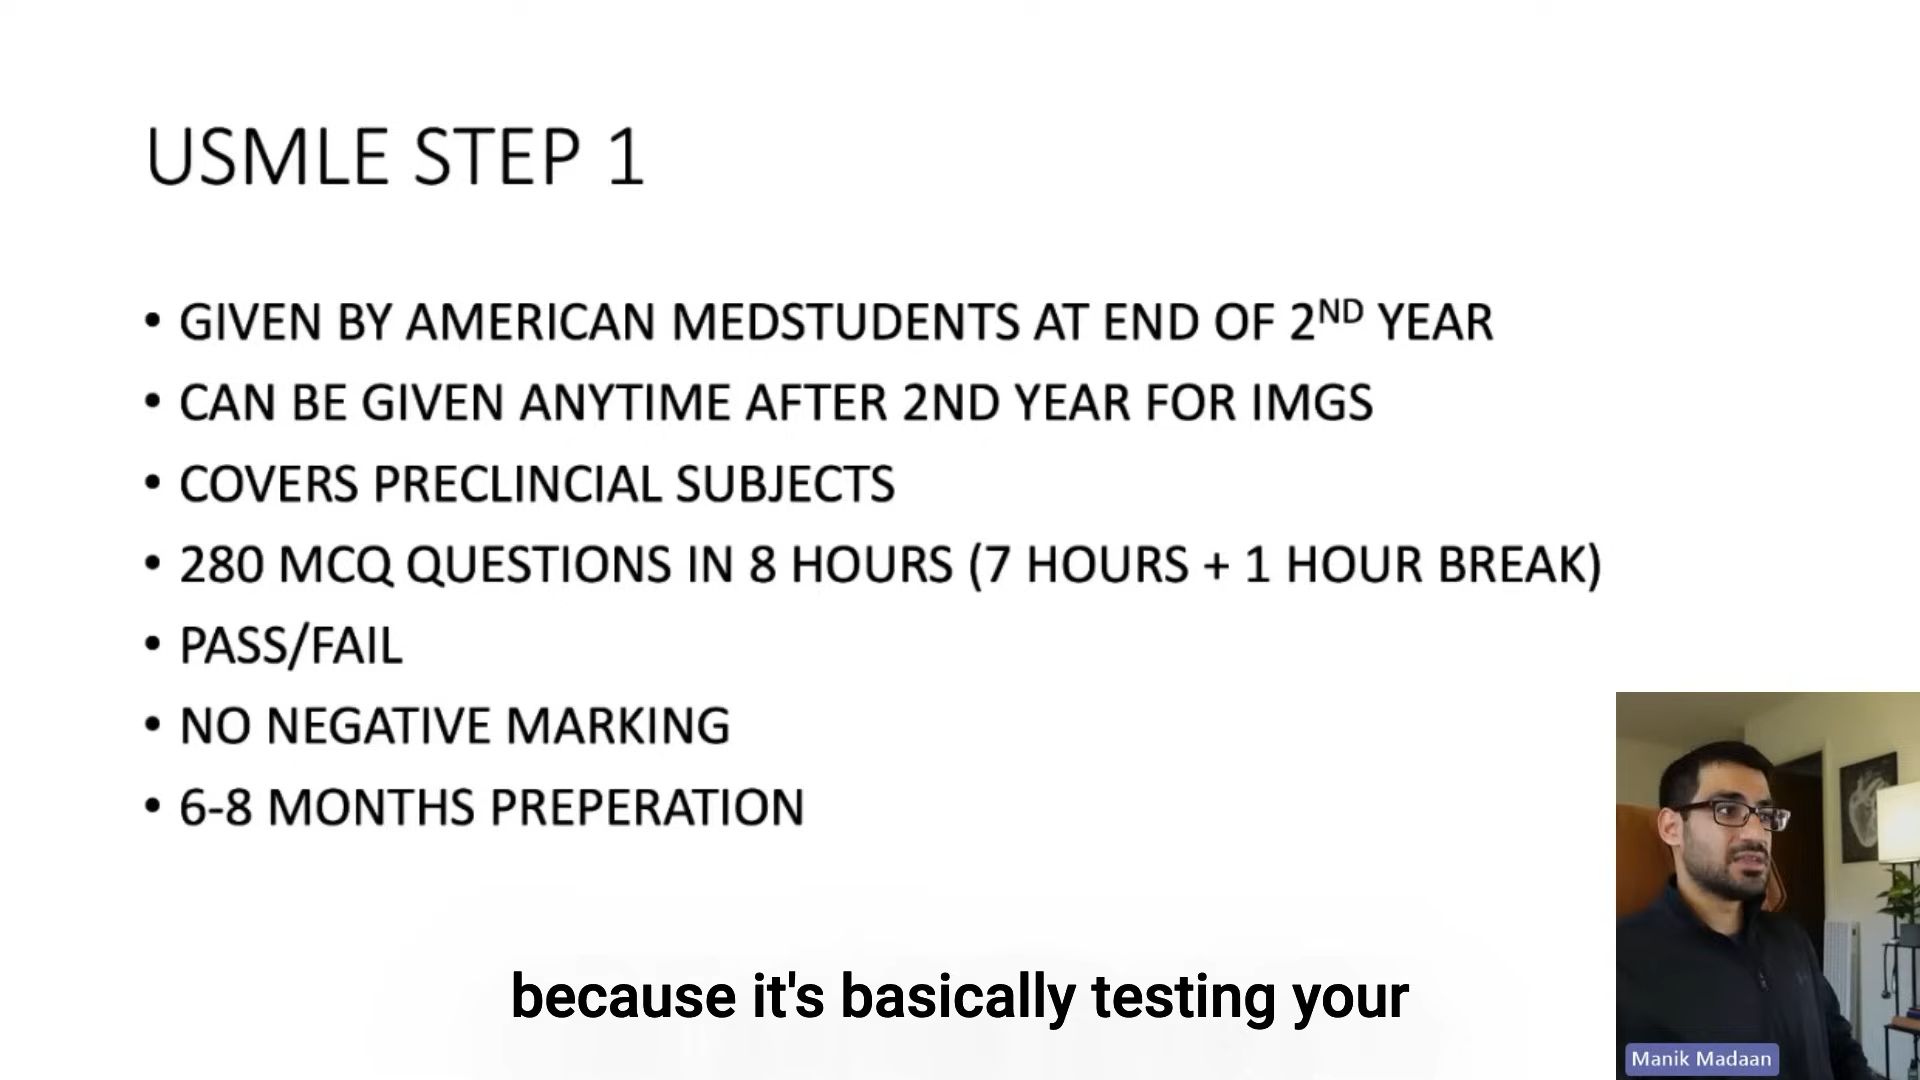 USMLE STEP 1
• GIVEN BY AMERICAN MEDSTUDENTS AT END OF 2ND YEAR
• CAN BE GIVEN ANYTIME AFTER 2ND YEAR FOR IMGS
• COVERS PRECLINCIAL SUBJECTS
• 280 MCQ QUESTIONS IN 8 HOURS (7 HOURS + 1 HOUR BREAK)
• PASS/FAIL
• NO NEGATIVE MARKING
• 6-8 MONTHS PREPERATION
because it's basically testing your
Manik Madaan